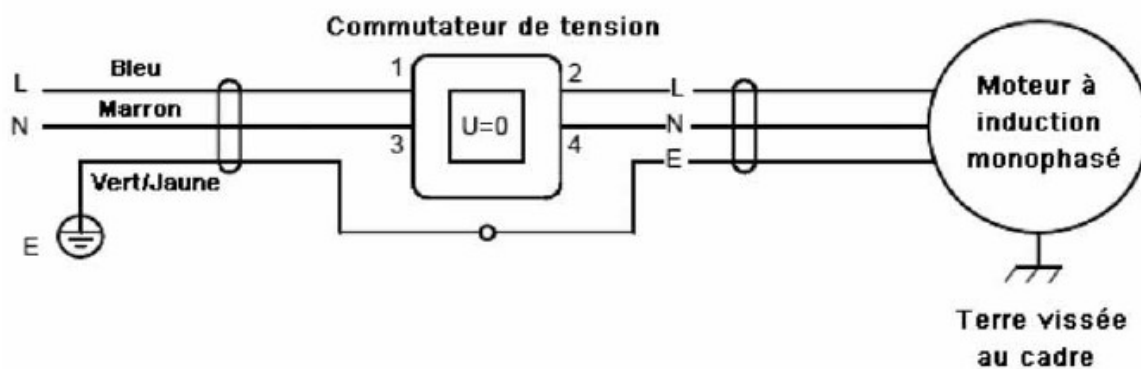 Commutateur de tension
L
Bleu
1
2
L
Moteur à
induction
monophasé
N
Marron
3
U=0
4
N
E
Vert/Jaune
E
Terre vissée
au cadre